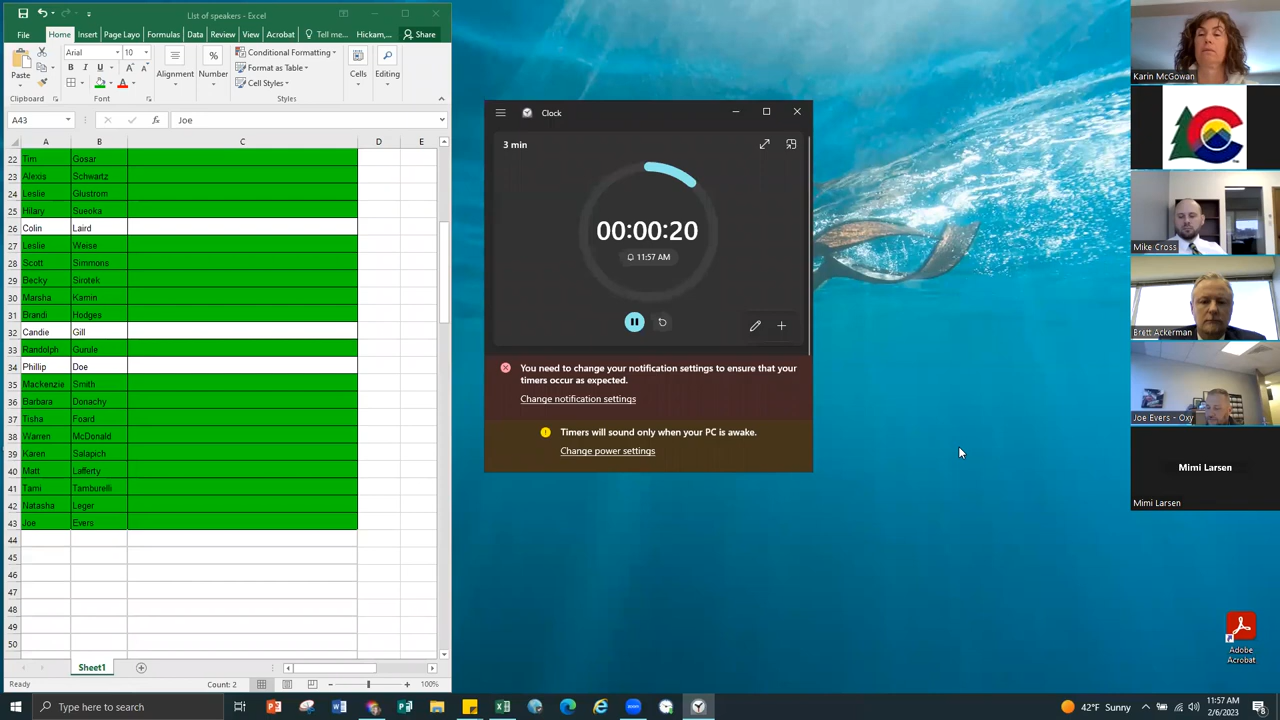 LIst of speakers - Excel
File
Home
Insert
Page Layo
Formulas
Data
Review
View
Acrobat
Tell me...
Hickam,...
Share
Paste
Arial
10
B I U A A
A
Alignment
%
Number
Conditional Formatting
Format as Table
Cell Styles
Cells
Editing
Clipboard
Font
Styles
A43
fx
Joe
A B C D E
22 Tim Gosar
23 Alexis Schwartz
24 Leslie Glustrom
25 Hilary Sueoka
26 Colin Laird
27 Leslie Weise
28 Scott Simmons
29 Becky Sirotek
30 Marsha Kamin
31 Brandi Hodges
32 Candie Gill
33 Randolph Gurule
34 Phillip Doe
35 Mackenzie Smith
36 Barbara Donachy
37 Tisha Foard
38 Warren McDonald
39 Karen Salapich
40 Matt Lafferty
41 Tami Tamburelli
42 Natasha Leger
43 Joe Evers
44
45
46
47
48
49
50
Sheet1
Ready
Count: 2
100%
Clock
3 min
00:00:20
11:57 AM
You need to change your notification settings to ensure that your
timers occur as expected.
Change notification settings
Timers will sound only when your PC is awake.
Change power settings
Karin McGowan
C
Mike Cross
Brett Ackerman
Joe Evers - Oxy
Mimi Larsen
Mimi Larsen
Adobe
Acrobat
Type here to search
zoom
42°F Sunny
11:57 AM
2/6/2023
8